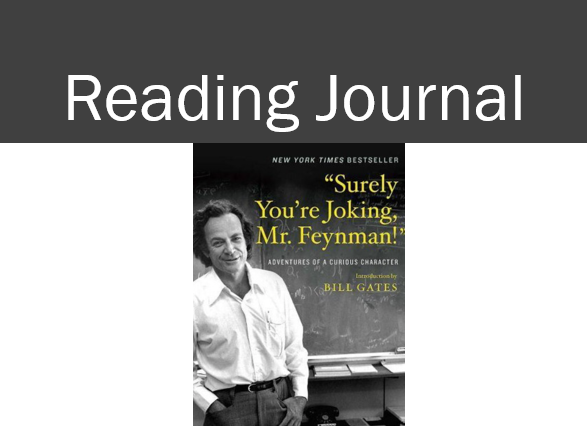 Reading Journal
NEW YORK TIMES BESTSELLER
“Surely
You’re Joking,
Mr. Feynman!”
ADVENTURES OF A CURIOUS CHARACTER
Introduction by
BILL GATES